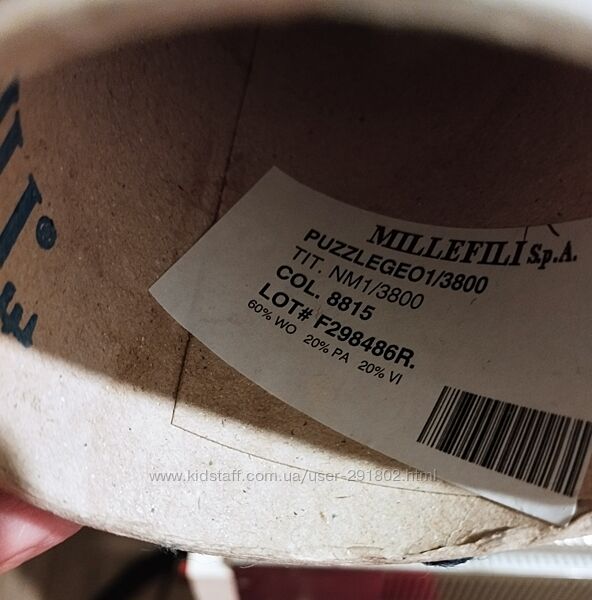 MILLEFILI S.p.A.
PUZZLEGEO1/3800
TIT. NM1/3800
COL. 8815
LOT# F298486R.
60% WO 20% PA 20% VI
www.kidstaff.com.ua/user-291802.html